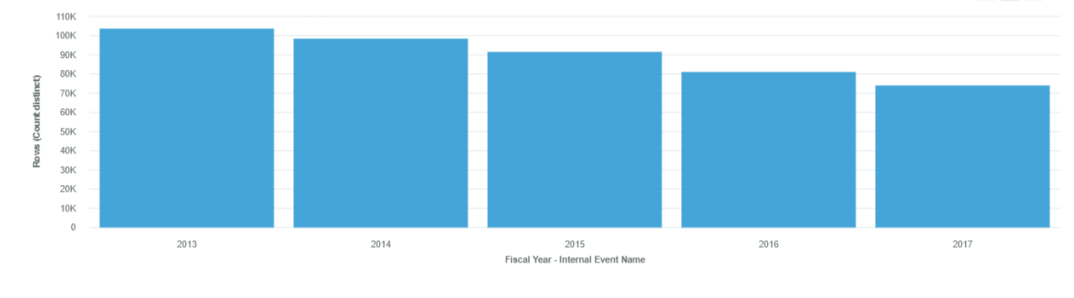 110K
100K
90K
80K
70K
60K
50K
40K
30K
20K
10K
0
Rows (Count distinct)
2013 2014 2015 2016 2017
Fiscal Year - Internal Event Name